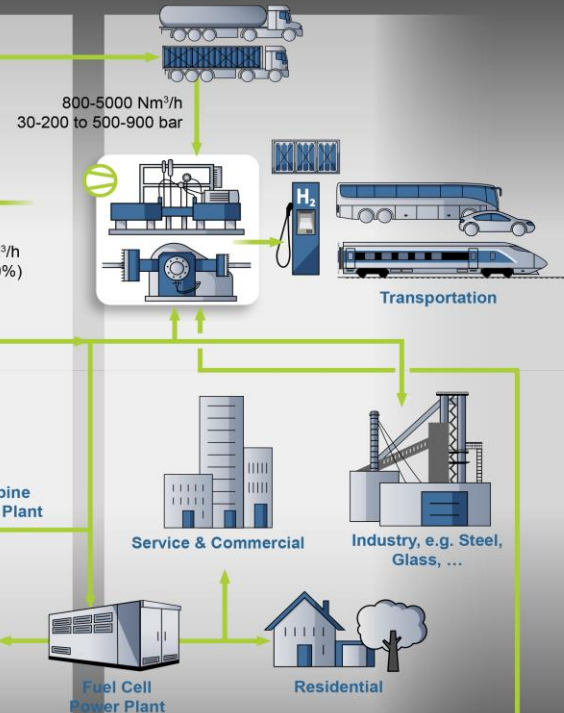 800-5000 Nm³/h
30-200 to 500-900 bar
H₂
³/h
%)
Transportation
Plant
Service & Commercial
Industry, e.g. Steel,
Glass, ...
Fuel Cell
Power Plant
Residential